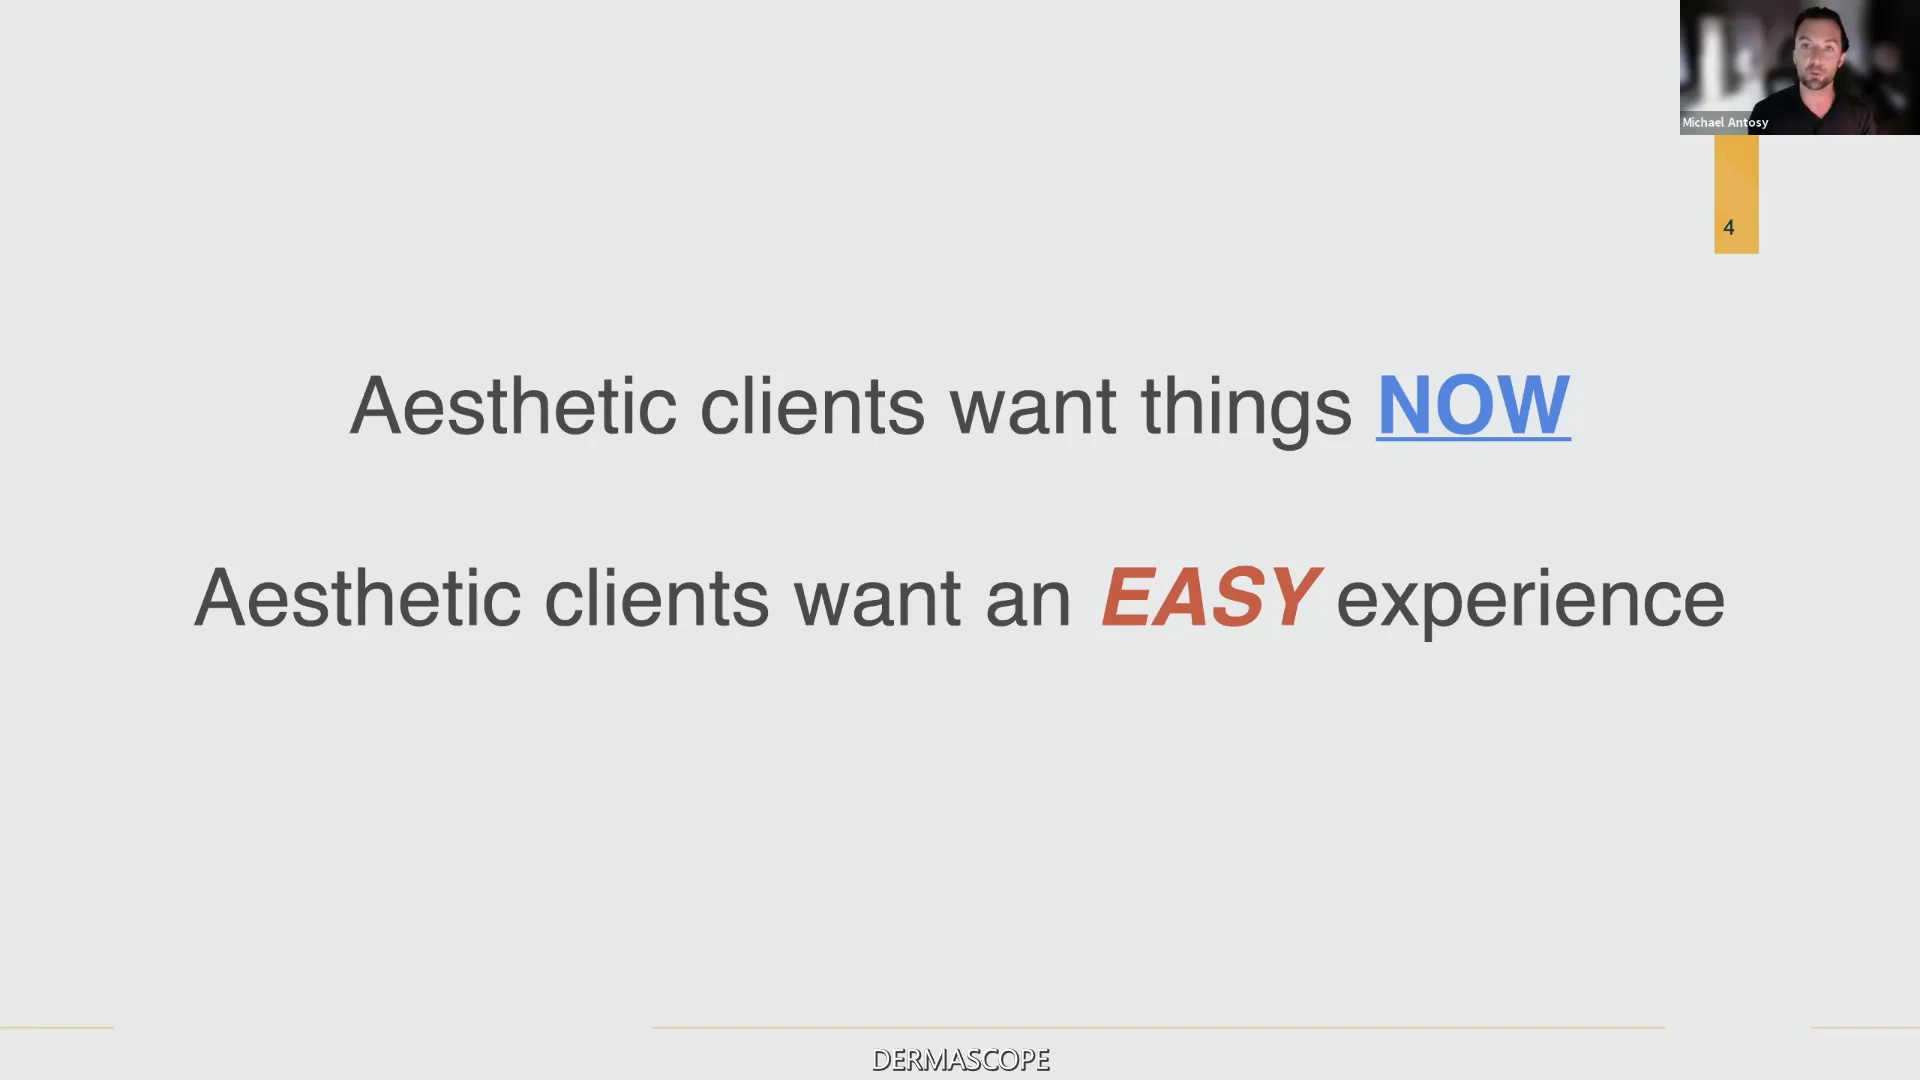 Michael Antosy
4
Aesthetic clients want things NOW
Aesthetic clients want an EASY experience
DERMASCOPE